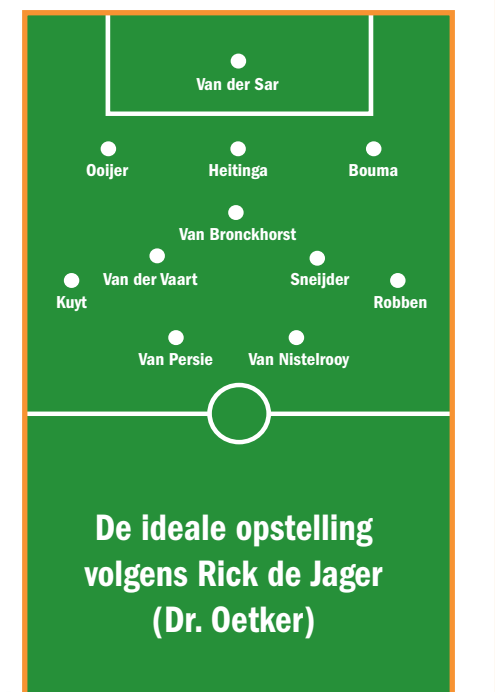 Van der Sar
Ooijer Heitinga Bouma
Van Bronckhorst
Van der Vaart Sneijder
Kuyt Robben
Van Persie Van Nistelrooy
De ideale opstelling
volgens Rick de Jager
(Dr. Oetker)